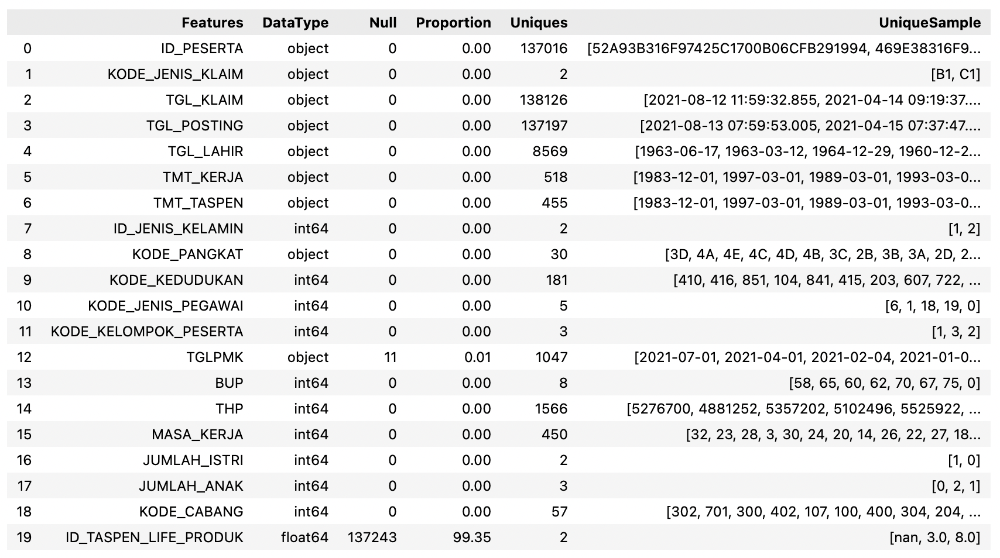 Features DataType Null Proportion Uniques UniqueSample
0 ID_PESERTA object 0 0.00 137016 [52A93B316F97425C1700B06CFB291994, 469E38316F9...
1 KODE_JENIS_KLAIM object 0 0.00 2 [B1, C1]
2 TGL_KLAIM object 0 0.00 138126 [2021-08-12 11:59:32.855, 2021-04-14 09:19:37....
3 TGL_POSTING object 0 0.00 137197 [2021-08-13 07:59:53.005, 2021-04-15 07:37:47....
4 TGL_LAHIR object 0 0.00 8569 [1963-06-17, 1963-03-12, 1964-12-29, 1960-12-2...
5 TMT_KERJA object 0 0.00 518 [1983-12-01, 1997-03-01, 1989-03-01, 1993-03-0...
6 TMT_TASPEN object 0 0.00 455 [1983-12-01, 1997-03-01, 1989-03-01, 1993-03-0...
7 ID_JENIS_KELAMIN int64 0 0.00 2 [1, 2]
8 KODE_PANGKAT object 0 0.00 30 [3D, 4A, 4E, 4C, 4D, 4B, 3C, 2B, 3B, 3A, 2D, 2...
9 KODE_KEDUDUKAN int64 0 0.00 181 [410, 416, 851, 104, 841, 415, 203, 607, 722, ...
10 KODE_JENIS_PEGAWAI int64 0 0.00 5 [6, 1, 18, 19, 0]
11 KODE_KELOMPOK_PESERTA int64 0 0.00 3 [1, 3, 2]
12 TGLPMK object 11 0.01 1047 [2021-07-01, 2021-04-01, 2021-02-04, 2021-01-0...
13 BUP int64 0 0.00 8 [58, 65, 60, 62, 70, 67, 75, 0]
14 THP int64 0 0.00 1566 [5276700, 4881252, 5357202, 5102496, 5525922, ...
15 MASA_KERJA int64 0 0.00 450 [32, 23, 28, 3, 30, 24, 20, 14, 26, 22, 27, 18...
16 JUMLAH_ISTRI int64 0 0.00 2 [1, 0]
17 JUMLAH_ANAK int64 0 0.00 3 [0, 2, 1]
18 KODE_CABANG int64 0 0.00 57 [302, 701, 300, 402, 107, 100, 400, 304, 204, ...
19 ID_TASPEN_LIFE_PRODUK float64 137243 99.35 2 [nan, 3.0, 8.0]